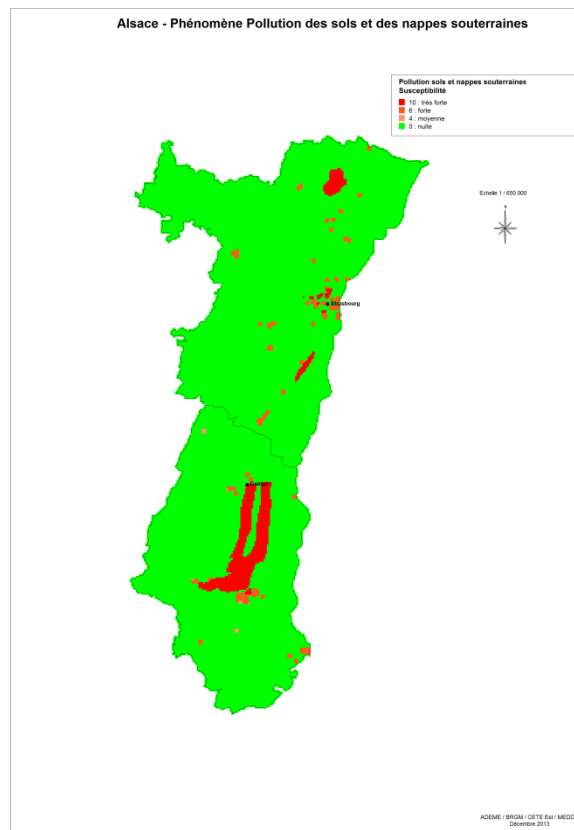 Alsace - Phénomène Pollution des sols et des nappes souterraines
Pollution sols et nappes souterraines
Susceptibilité
10 : très forte
6 : forte
4 : moyenne
0 : nulle
Echelle 1 / 650 000
Strasbourg
ADEME / BRGM / CETE Est / MEDD
Décembre 2013